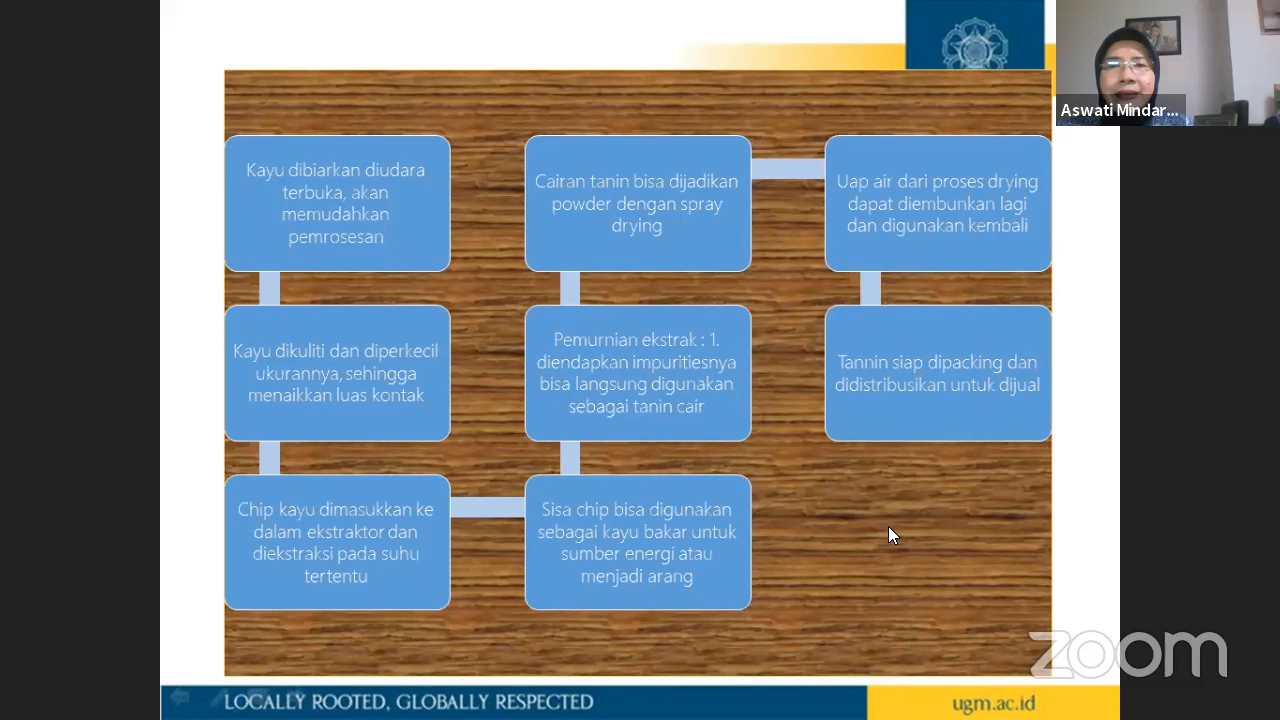 Kayu dibiarkan diudara
terbuka, akan
memudahkan
pemrosesan
Kayu dikuliti dan diperkecil
ukurannya, sehingga
menaikkan luas kontak
Chip kayu dimasukkan ke
dalam ekstraktor dan
diekstraksi pada suhu
tertentu
Sisa chip bisa digunakan
sebagai kayu bakar untuk
sumber energi atau
menjadi arang
Pemurnian ekstrak : 1.
diendapkan impuritiesnya
bisa langsung digunakan
sebagai tanin cair
Cairan tanin bisa dijadikan
powder dengan spray
drying
Uap air dari proses drying
dapat diembunkan lagi
dan digunakan kembali
Tannin siap dipacking dan
didistribusikan untuk dijual
Aswati Mindar...
zoom
LOCALLY ROOTED, GLOBALLY RESPECTED
ugm.ac.id